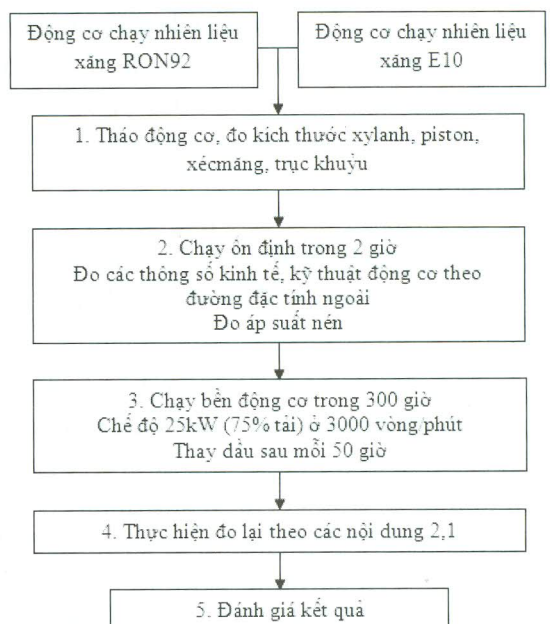 Động cơ chạy nhiên liệu
xăng RON92
Động cơ chạy nhiên liệu
xăng E10
1. Tháo động cơ, đo kích thước xylanh, piston,
xécmăng, trục khuỷu
2. Chạy ổn định trong 2 giờ
Đo các thông số kinh tế, kỹ thuật động cơ theo
đường đặc tính ngoài
Đo áp suất nén
3. Chạy bền động cơ trong 300 giờ
Chế độ 25kW (75% tải) ở 3000 vòng/phút
Thay dầu sau mỗi 50 giờ
4. Thực hiện đo lại theo các nội dung 2,1
5. Đánh giá kết quả